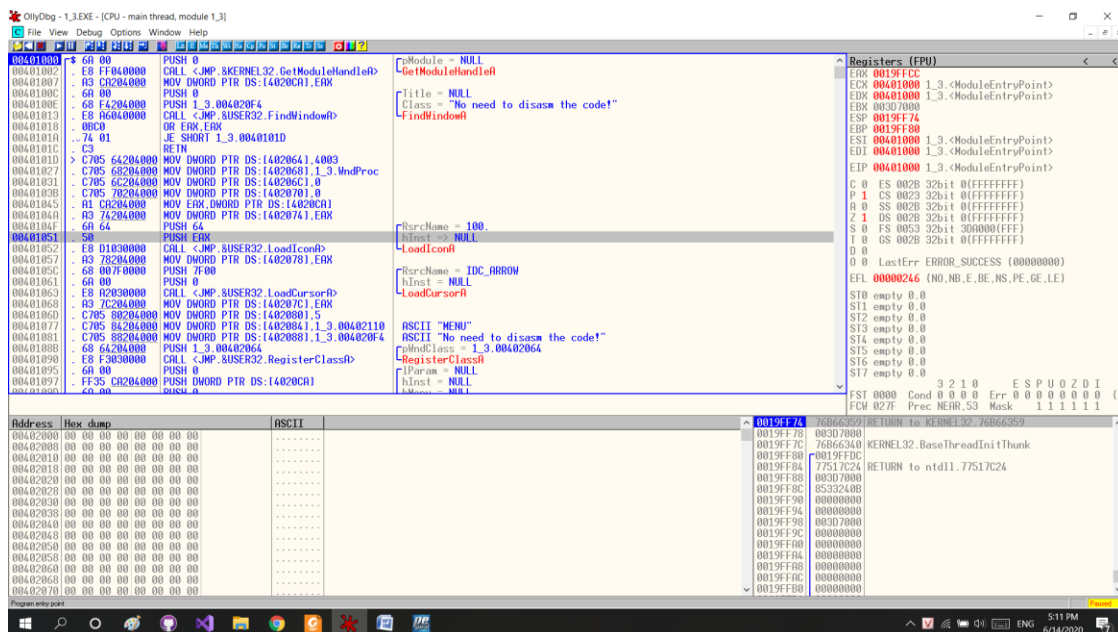 OllyDbg - 1_3.EXE - [CPU - main thread, module 1_3]
File View Debug Options Window Help
00401000 $ 6A 00 PUSH 0 pModule = NULL
00401002 . E8 FF040000 CALL <JMP.&KERNEL32.GetModuleHandleA> GetModuleHandleA
00401007 . A3 CA204000 MOV DWORD PTR DS:[4020CA],EAX
0040100C . 6A 00 PUSH 0 Title = NULL
0040100E . 68 F4204000 PUSH 1_3.004020F4 Class = "No need to disasm the code!"
00401013 . E8 A6040000 CALL <JMP.&USER32.FindWindowA> FindWindowA
00401018 . 0BC0 OR EAX,EAX
0040101A . 74 01 JE SHORT 1_3.0040101D
0040101C . C3 RETN
0040101D > C705 64204000 MOV DWORD PTR DS:[402064],4003
00401027 . C705 68204000 MOV DWORD PTR DS:[402068],1_3.WndProc
00401031 . C705 6C204000 MOV DWORD PTR DS:[40206C],0
0040103B . C705 70204000 MOV DWORD PTR DS:[402070],0
00401045 . A1 CA204000 MOV EAX,DWORD PTR DS:[4020CA]
0040104A . A3 74204000 MOV DWORD PTR DS:[402074],EAX
0040104F . 6A 64 PUSH 64 RsrcName = 100.
00401051 . 50 PUSH EAX hInst => NULL
00401052 . E8 D1030000 CALL <JMP.&USER32.LoadIconA> LoadIconA
00401057 . A3 78204000 MOV DWORD PTR DS:[402078],EAX
0040105C . 68 007F0000 PUSH 7F00 RsrcName = IDC_ARROW
00401061 . 6A 00 PUSH 0 hInst = NULL
00401063 . E8 A2030000 CALL <JMP.&USER32.LoadCursorA> LoadCursorA
00401068 . A3 7C204000 MOV DWORD PTR DS:[40207C],EAX
0040106D . C705 80204000 MOV DWORD PTR DS:[402080],5
00401077 . C705 84204000 MOV DWORD PTR DS:[402084],1_3.00402110 ASCII "MENU"
00401081 . C705 88204000 MOV DWORD PTR DS:[402088],1_3.004020F4 ASCII "No need to disasm the code!"
0040108B . 68 64204000 PUSH 1_3.00402064 pWndClass = 1_3.00402064
00401090 . E8 F3030000 CALL <JMP.&USER32.RegisterClassA> RegisterClassA
00401095 . 6A 00 PUSH 0 lParam = NULL
00401097 . FF35 CA204000 PUSH DWORD PTR DS:[4020CA] hInst = NULL
0040109D . 6A 00 PUSH 0 hMenu = NULL
Registers (FPU) < <
EAX 0019FFCC
ECX 00401000 1_3.<ModuleEntryPoint>
EDX 00401000 1_3.<ModuleEntryPoint>
EBX 003D7000
ESP 0019FF74
EBP 0019FF80
ESI 00401000 1_3.<ModuleEntryPoint>
EDI 00401000 1_3.<ModuleEntryPoint>
EIP 00401000 1_3.<ModuleEntryPoint>
C 0 ES 002B 32bit 0(FFFFFFFF)
P 1 CS 0023 32bit 0(FFFFFFFF)
A 0 SS 002B 32bit 0(FFFFFFFF)
Z 1 DS 002B 32bit 0(FFFFFFFF)
S 0 FS 0053 32bit 3DA000(FFF)
T 0 GS 002B 32bit 0(FFFFFFFF)
D 0
O 0 LastErr ERROR_SUCCESS (00000000)
EFL 00000246 (NO,NB,E,BE,NS,PE,GE,LE)
ST0 empty 0.0
ST1 empty 0.0
ST2 empty 0.0
ST3 empty 0.0
ST4 empty 0.0
ST5 empty 0.0
ST6 empty 0.0
ST7 empty 0.0
3 2 1 0 E S P U O Z D I
FST 0000 Cond 0 0 0 0 Err 0 0 0 0 0 0 0 0 (
FCW 027F Prec NEAR,53 Mask 1 1 1 1 1 1
Address Hex dump ASCII
00402000 00 00 00 00 00 00 00 00 ........
00402008 00 00 00 00 00 00 00 00 ........
00402010 00 00 00 00 00 00 00 00 ........
00402018 00 00 00 00 00 00 00 00 ........
00402020 00 00 00 00 00 00 00 00 ........
00402028 00 00 00 00 00 00 00 00 ........
00402030 00 00 00 00 00 00 00 00 ........
00402038 00 00 00 00 00 00 00 00 ........
00402040 00 00 00 00 00 00 00 00 ........
00402048 00 00 00 00 00 00 00 00 ........
00402050 00 00 00 00 00 00 00 00 ........
00402058 00 00 00 00 00 00 00 00 ........
00402060 00 00 00 00 00 00 00 00 ........
00402068 00 00 00 00 00 00 00 00 ........
00402070 00 00 00 00 00 00 00 00 ........
0019FF74 76B66359 RETURN to KERNEL32.76B66359
0019FF78 003D7000
0019FF7C 76B66340 KERNEL32.BaseThreadInitThunk
0019FF80 0019FFDC
0019FF84 77517C24 RETURN to ntdll.77517C24
0019FF88 003D7000
0019FF8C 8533240B
0019FF90 00000000
0019FF94 00000000
0019FF98 003D7000
0019FF9C 00000000
0019FFA0 00000000
0019FFA4 00000000
0019FFA8 00000000
0019FFAC 00000000
0019FFB0 00000000
Program entry point
Paused
ENG
5:11 PM
6/14/2020